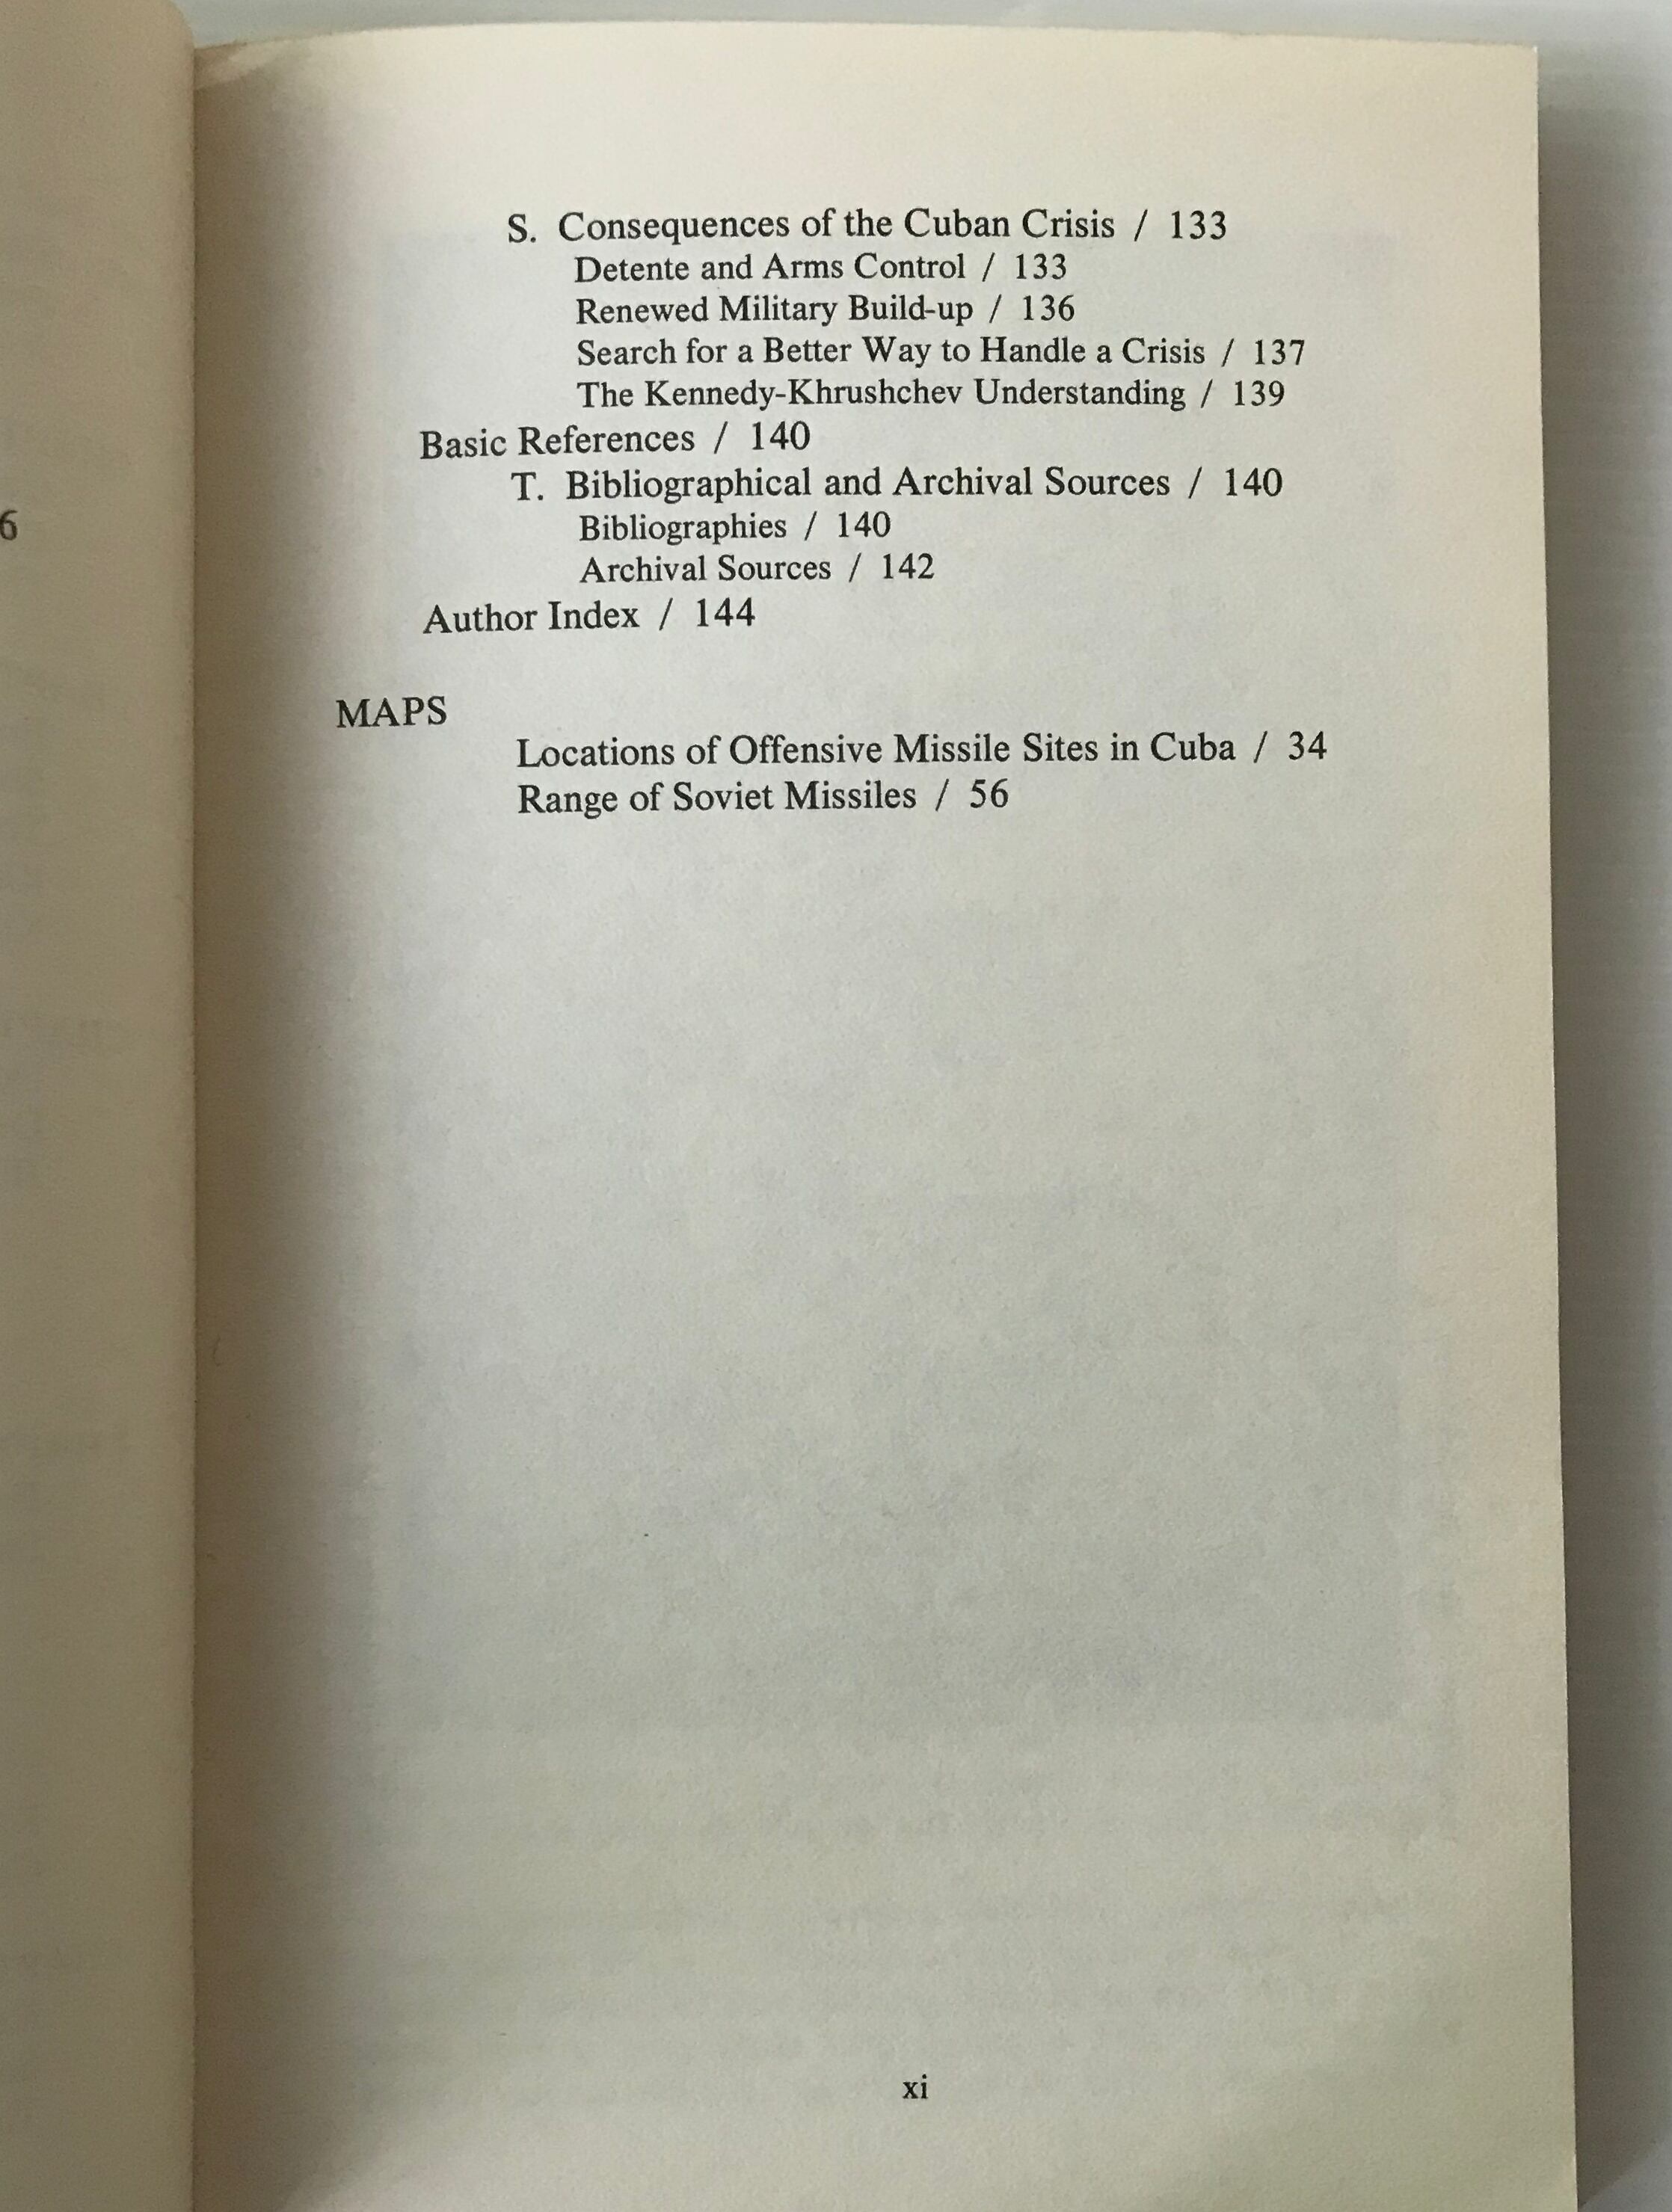 S. Consequences of the Cuban Crisis / 133
Detente and Arms Control / 133
Renewed Military Build-up / 136
Search for a Better Way to Handle a Crisis / 137
The Kennedy-Khrushchev Understanding / 139
Basic References / 140
T. Bibliographical and Archival Sources / 140
Bibliographies / 140
Archival Sources / 142
Author Index / 144
MAPS
Locations of Offensive Missile Sites in Cuba / 34
Range of Soviet Missiles / 56
xi
6